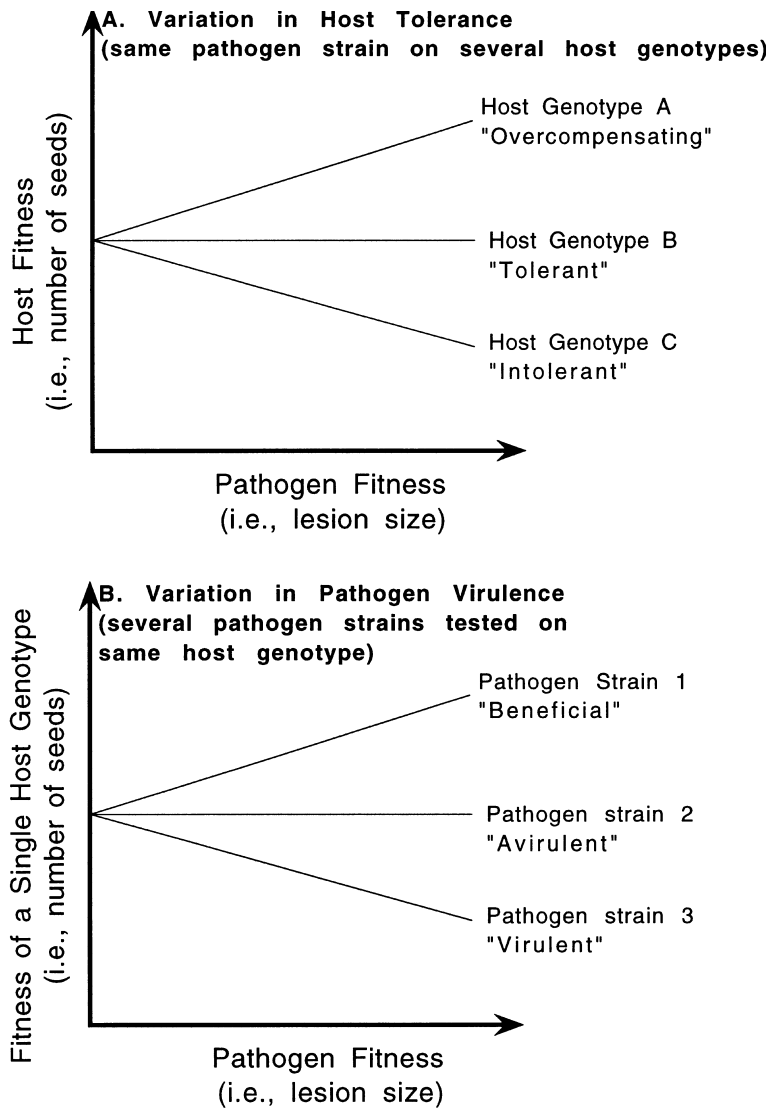 A. Variation in Host Tolerance
(same pathogen strain on several host genotypes)
Host Fitness
(i.e., number of seeds)
Host Genotype A
"Overcompensating"
Host Genotype B
"Tolerant"
Host Genotype C
"Intolerant"
Pathogen Fitness
(i.e., lesion size)
B. Variation in Pathogen Virulence
(several pathogen strains tested on
same host genotype)
Fitness of a Single Host Genotype
(i.e., number of seeds)
Pathogen Strain 1
"Beneficial"
Pathogen strain 2
"Avirulent"
Pathogen strain 3
"Virulent"
Pathogen Fitness
(i.e., lesion size)